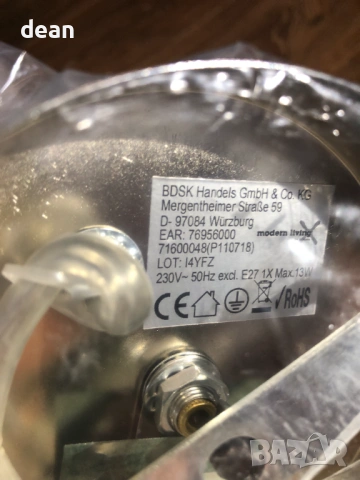 dean
BDSK Handels GmbH & Co. KG
Mergentheimer Straße 59
D- 97084 Würzburg
EAR: 76956000 modern living
71600048(P110718)
LOT: I4YFZ
230V~ 50Hz excl. E27 1X Max.13W
CE RoHS
BAZAR